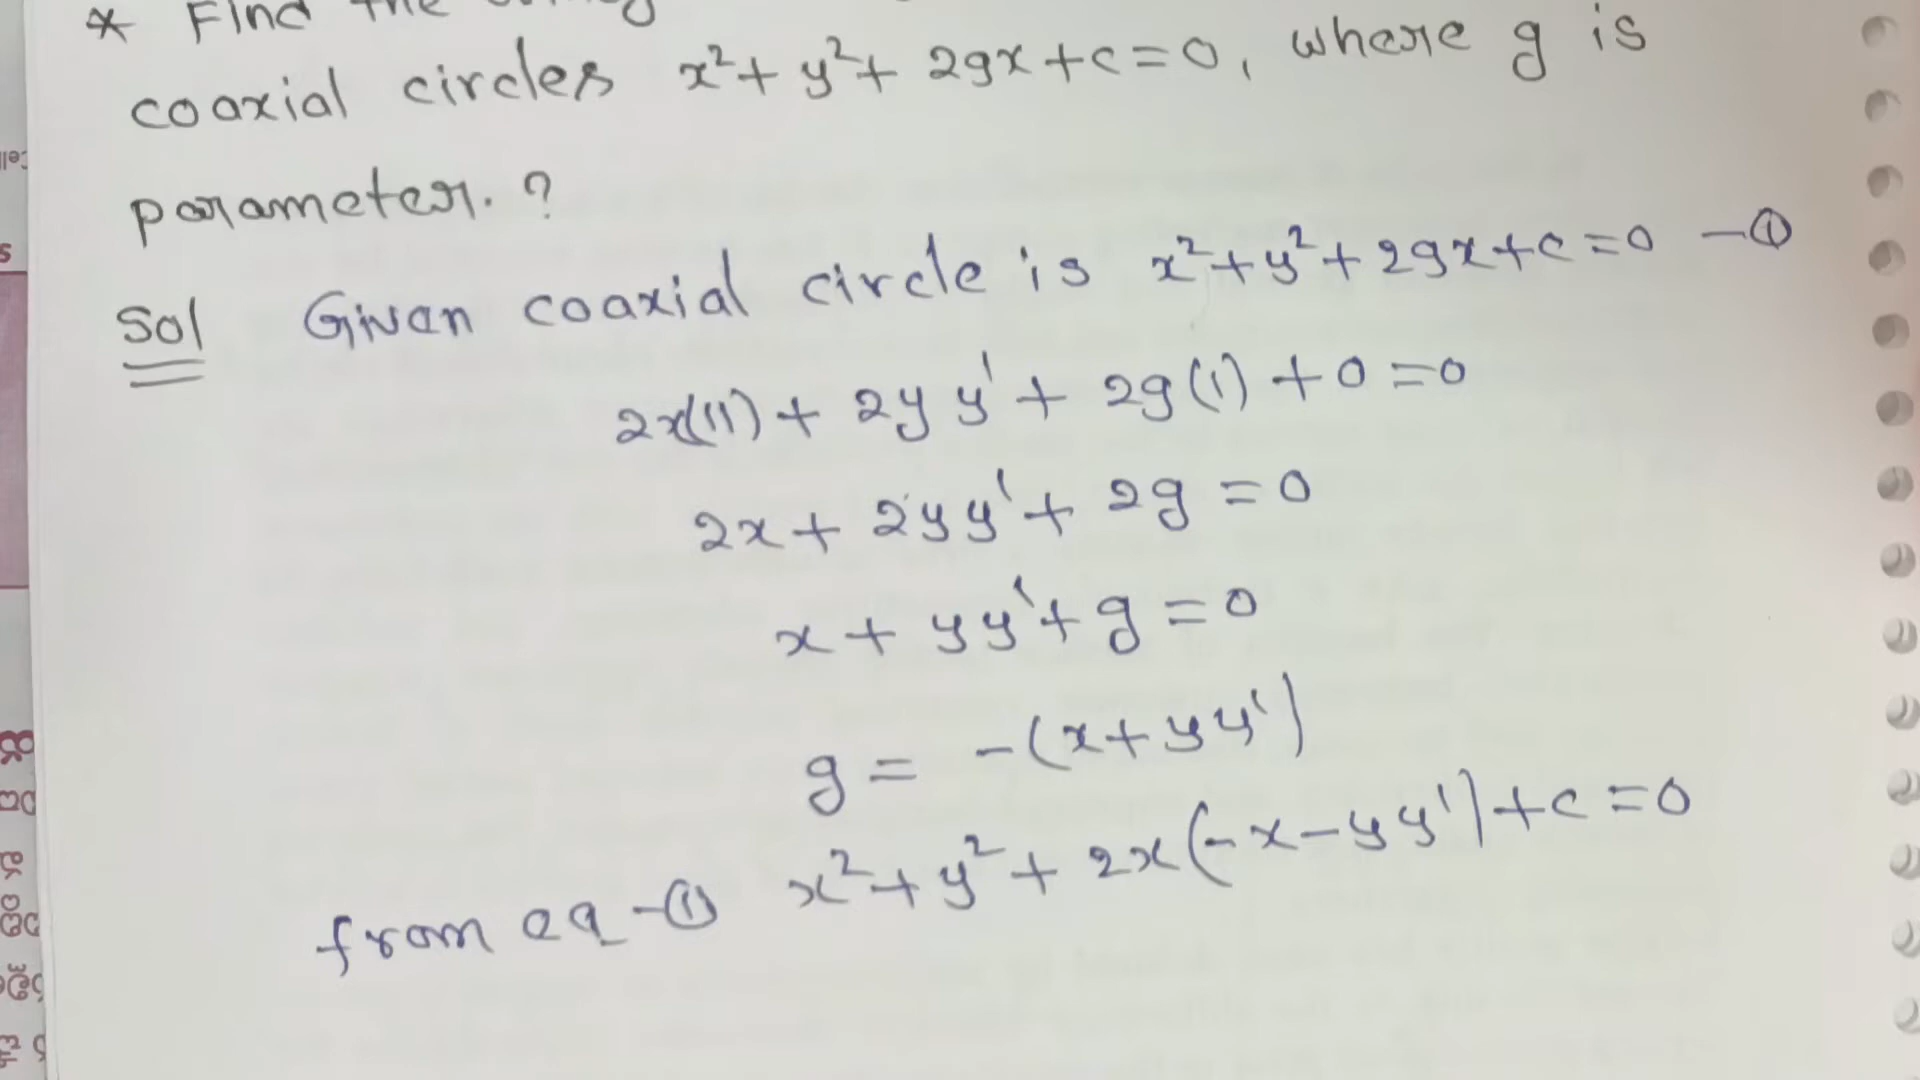 * Find the
coaxial circles x²+ y²+ 2gx+c=0, where g is
parameter. ?
Sol Given coaxial circle is x²+y²+2gx+c=0 -①
2x(1)+ 2y y' + 2g(1) +0=0
2x+ 2yy'+ 2g=0
x + yy'+g=0
g= -(x+yy')
from eq-① x²+y²+ 2x(-x-yy')+c=0